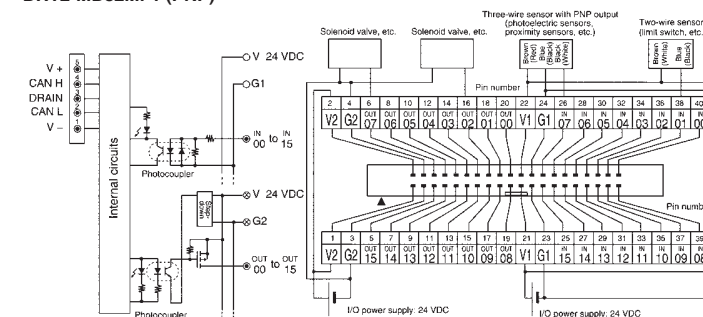 V +
CAN H
DRAIN
CAN L
V –
5
4
3
2
1
Internal circuits
V 24 VDC
G1
IN 00 to IN 15
Photocoupler
Step-down
V 24 VDC
G2
OUT 00 to OUT 15
Photocoupler
Solenoid valve, etc.
Solenoid valve, etc.
Three-wire sensor with PNP output
(photoelectric sensors,
proximity sensors, etc.)
Two-wire sensor
(limit switch, etc.
Brown (Red)
Blue (Black)
Black (White)
Brown (White)
Blue (Black)
Pin number
2 4 6 8 10 12 14 16 18 20 22 24 26 28 30 32 34 36 38 40
V2 G2 OUT 07 OUT 06 OUT 05 OUT 04 OUT 03 OUT 02 OUT 01 OUT 00 V1 G1 IN 07 IN 06 IN 05 IN 04 IN 03 IN 02 IN 01 IN 00
Pin numb
1 3 5 7 9 11 13 15 17 19 21 23 25 27 29 31 33 35 37 39
V2 G2 OUT 15 OUT 14 OUT 13 OUT 12 OUT 11 OUT 10 OUT 09 OUT 08 V1 G1 IN 15 IN 14 IN 13 IN 12 IN 11 IN 10 IN 09 IN 08
I/O power supply: 24 VDC
I/O power supply: 24 VDC